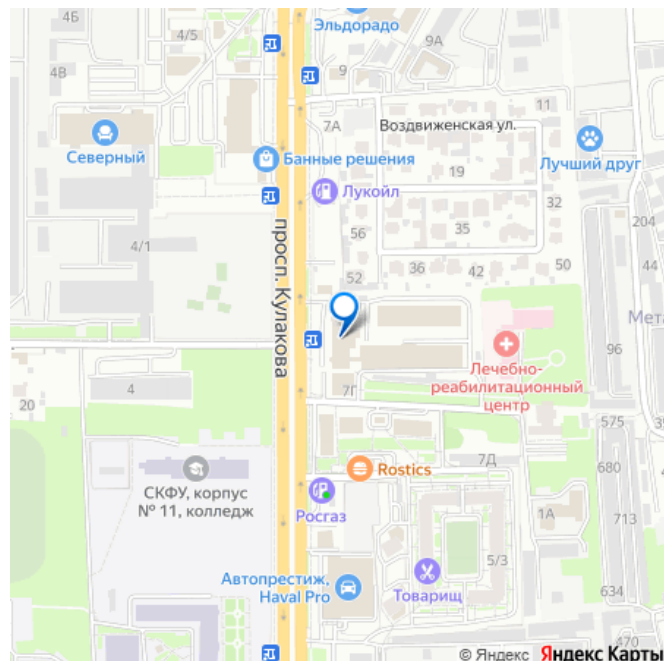 4Б
4/5
Эльдорадо
9А
4В
9
11
Северный
7А
Воздвиженская ул.
Банные решения
Лучший друг
19
Лукойл
32
204
4/1
56
35
просп. Кулакова
52
36
42
50
44
Мета
96
Лечебно-
реабилитационный
центр
4
7Г
20
575
Rostics
7Д
680
СКФУ, корпус
№ 11, колледж
Росгаз
1А
713
5/3
Автопрестиж,
Haval Pro
Товарищ
634
470
© Яндекс Яндекс Карты